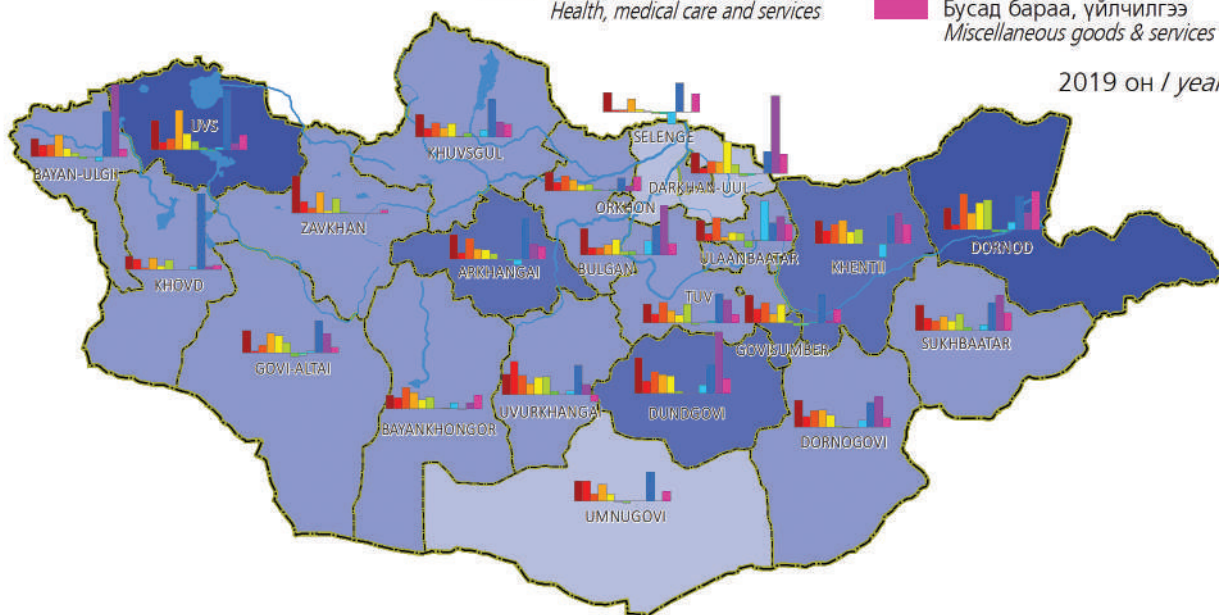 Health, medical care and services
Бусад бараа, үйлчилгээ
Miscellaneous goods & services
2019 он / year
SELENGE
UVS
KHUVSGUL
BAYAN-ULGII
DARKHAN-UUL
ORKHON
ZAVKHAN
DORNOD
ULAANBAATAR
BULGAN
KHENTII
ARKHANGAI
KHOVD
TUV
SUKHBAATAR
GOVISUMBER
GOVI-ALTAI
UVURKHANGA
DUNDGOVI
BAYANKHONGOR
DORNOGOVI
UMNUGOVI